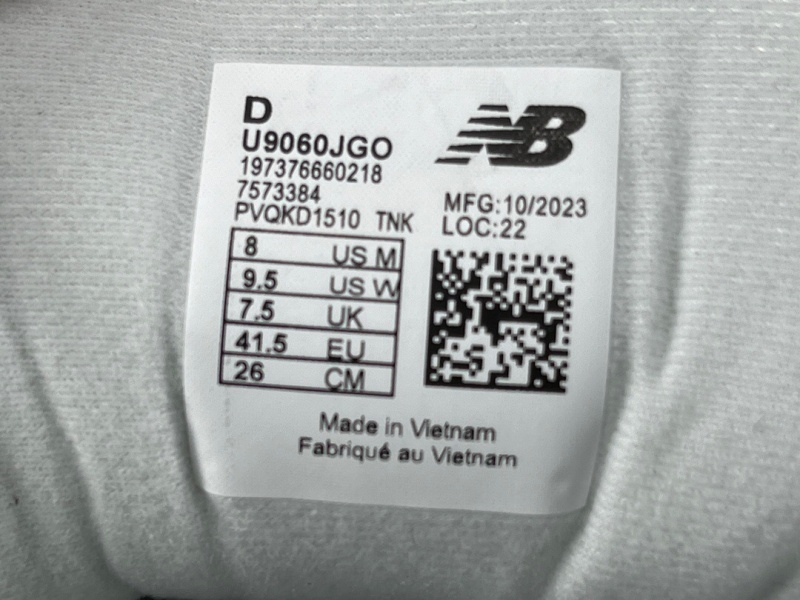 D
U9060JGO
197376660218
7573384
PVQKD1510 TNK
NB
MFG:10/2023
LOC:22
8 US M
9.5 US W
7.5 UK
41.5 EU
26 CM
Made in Vietnam
Fabriqué au Vietnam